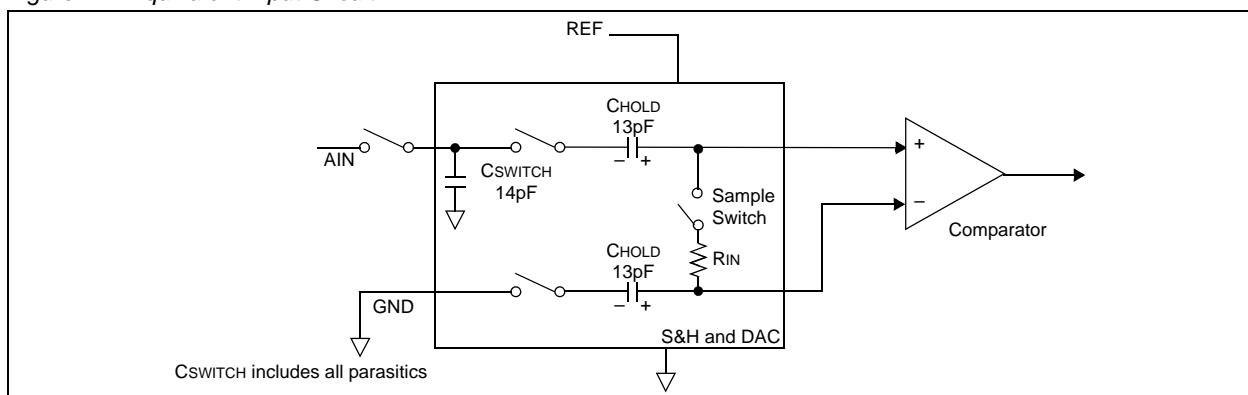 REF
CHOLD
13pF
AIN
CSWITCH
14pF
– +
+
Sample
Switch
–
Comparator
CHOLD
13pF
RIN
GND
– +
S&H and DAC
CSWITCH includes all parasitics